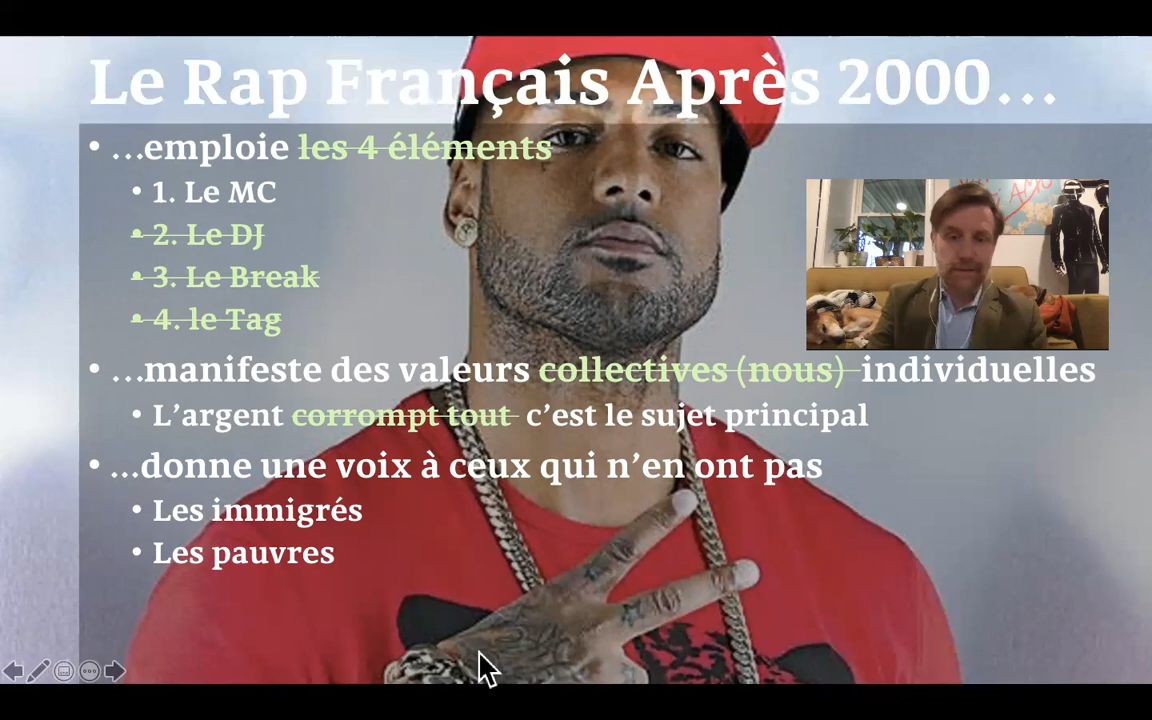 Le Rap Français Après 2000…
• …emploie les 4 éléments
• 1. Le MC
• 2. Le DJ
• 3. Le Break
• 4. le Tag
• …manifeste des valeurs collectives (nous) individuelles
• L’argent corrompt tout c’est le sujet principal
• …donne une voix à ceux qui n’en ont pas
• Les immigrés
• Les pauvres